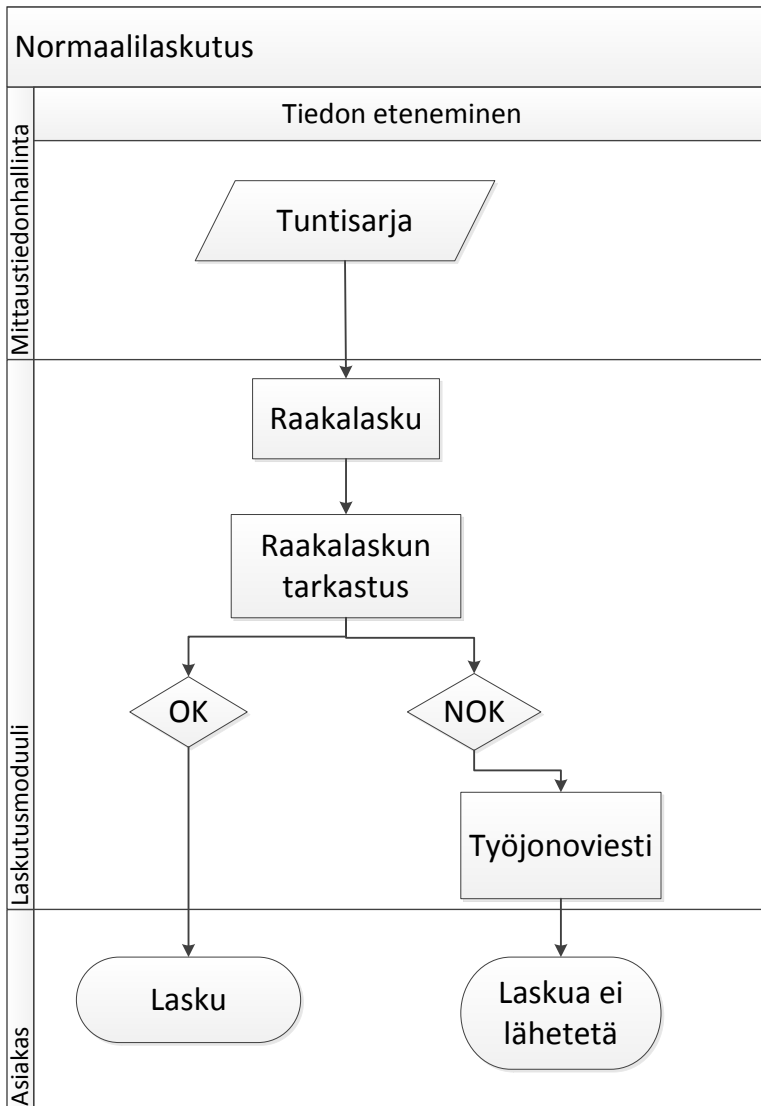 Normaalilaskutus
Tiedon eteneminen
Mittaustiedonhallinta
Tuntisarja
Laskutusmoduuli
Raakalasku
Raakalaskun
tarkastus
OK
NOK
Työjonoviesti
Asiakas
Lasku
Laskua ei
lähetetä